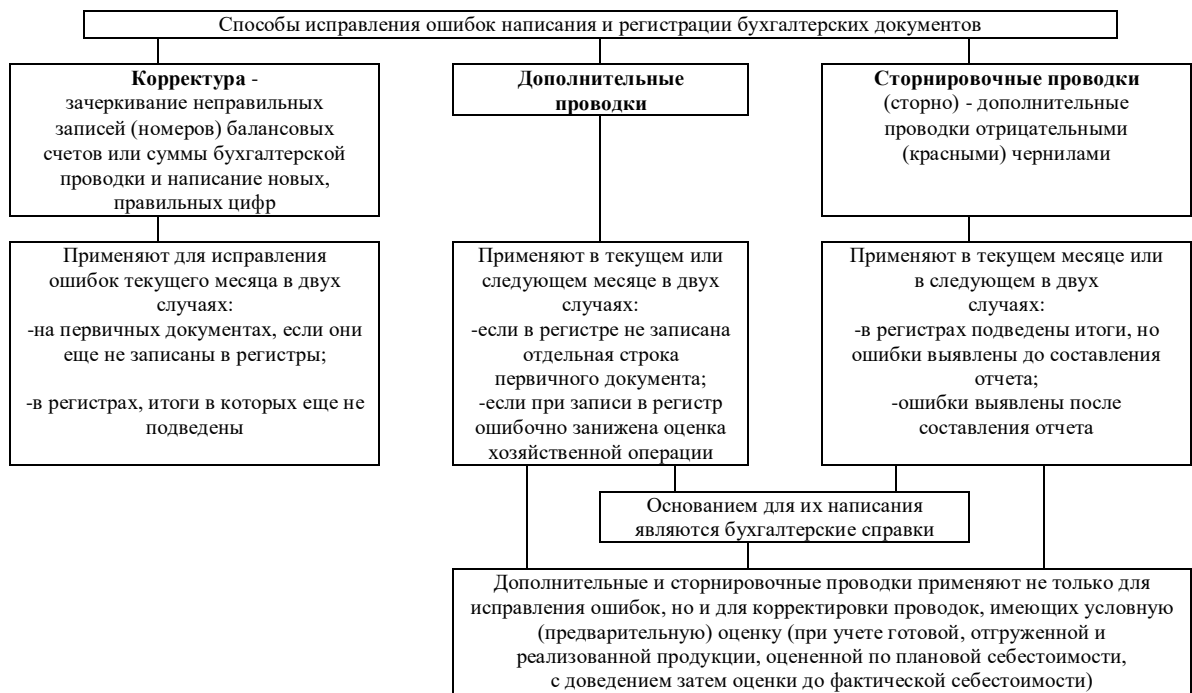 Способы исправления ошибок написания и регистрации бухгалтерских документов
Корректура -
зачеркивание неправильных
записей (номеров) балансовых
счетов или суммы бухгалтерской
проводки и написание новых,
правильных цифр
Дополнительные
проводки
Сторнировочные проводки
(сторно) - дополнительные
проводки отрицательными
(красными) чернилами
Применяют для исправления
ошибок текущего месяца в двух
случаях:
-на первичных документах, если они
еще не записаны в регистры;
-в регистрах, итоги в которых еще не
подведены
Применяют в текущем или
следующем месяце в двух
случаях:
-если в регистре не записана
отдельная строка
первичного документа;
-если при записи в регистр
ошибочно занижена оценка
хозяйственной операции
Применяют в текущем месяце или
в следующем в двух
случаях:
-в регистрах подведены итоги, но
ошибки выявлены до составления
отчета;
-ошибки выявлены после
составления отчета
Основанием для их написания
являются бухгалтерские справки
Дополнительные и сторнировочные проводки применяют не только для
исправления ошибок, но и для корректировки проводок, имеющих условную
(предварительную) оценку (при учете готовой, отгруженной и
реализованной продукции, оцененной по плановой себестоимости,
с доведением затем оценки до фактической себестоимости)